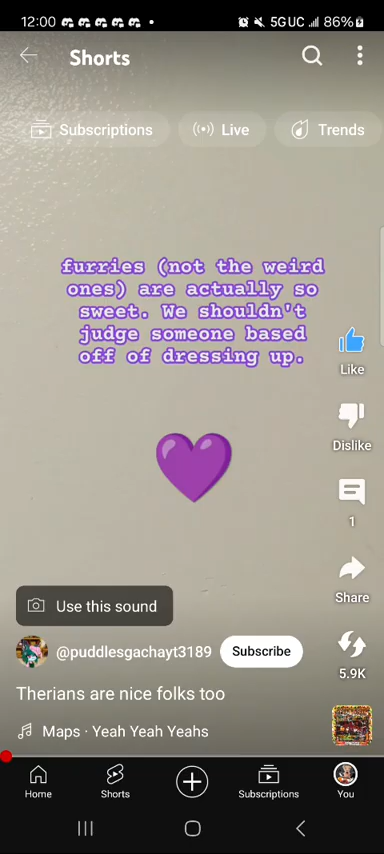 12:00
5GUC
86%
Shorts
Subscriptions
Live
Trends
furries (not the weird
ones) are actually so
sweet. We shouldn't
judge someone based
off of dressing up.
Like
Dislike
1
Share
5.9K
Use this sound
@puddlesgachayt3189
Subscribe
Therians are nice folks too
Maps · Yeah Yeah Yeahs
Home
Shorts
Subscriptions
You